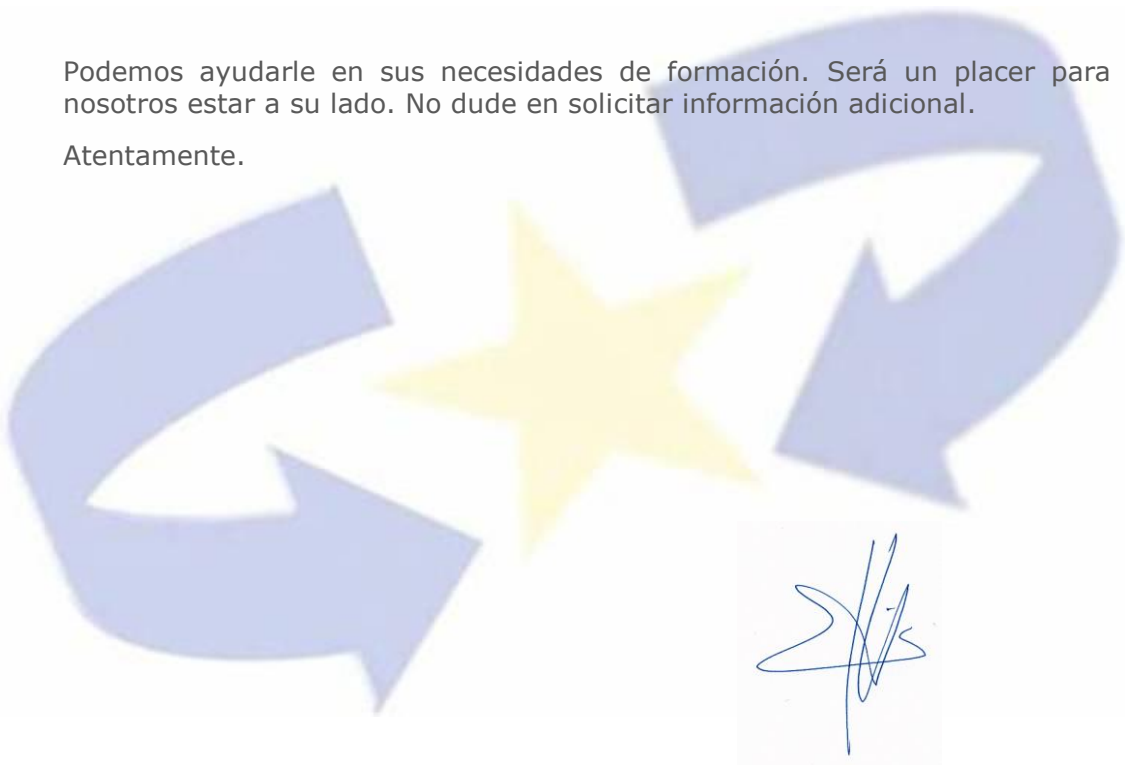 Podemos ayudarle en sus necesidades de formación. Será un placer para
nosotros estar a su lado. No dude en solicitar información adicional.
Atentamente.